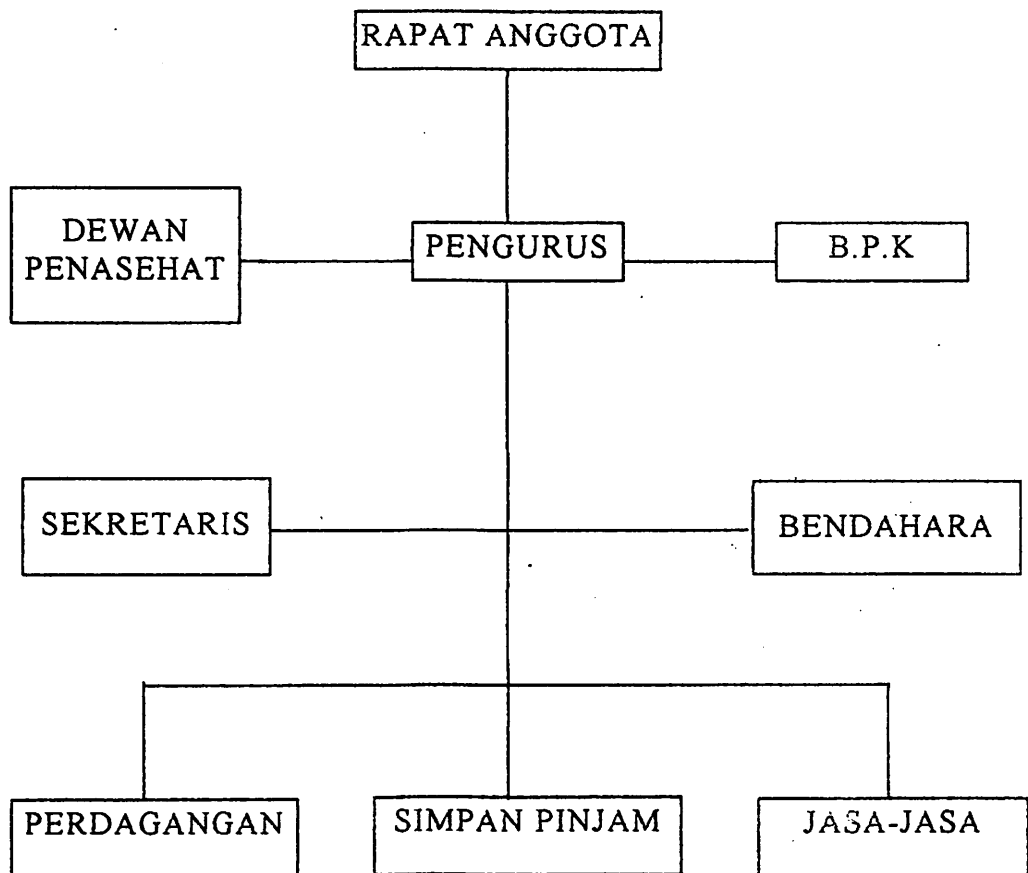 RAPAT ANGGOTA
DEWAN
PENASEHAT
PENGURUS
B.P.K
SEKRETARIS
BENDAHARA
PERDAGANGAN
SIMPAN PINJAM
JASA-JASA